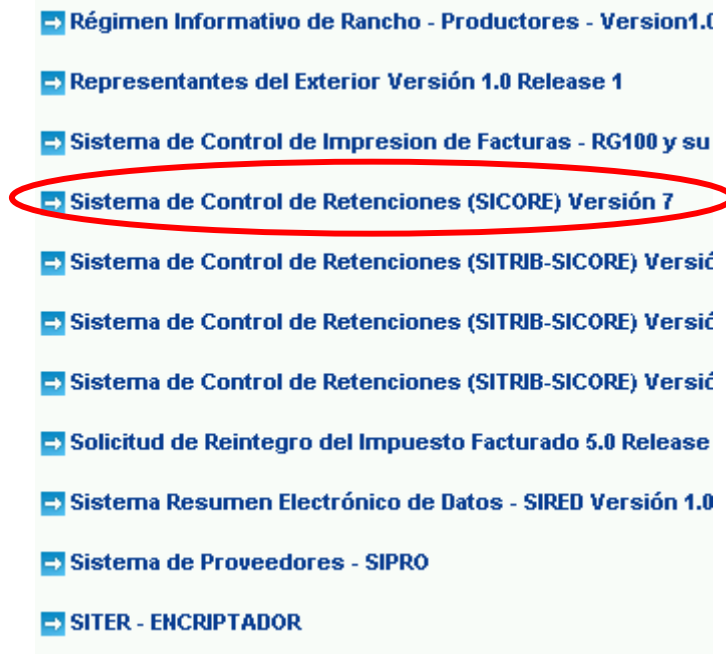 Régimen Informativo de Rancho - Productores - Version1.0
Representantes del Exterior Versión 1.0 Release 1
Sistema de Control de Impresion de Facturas - RG100 y su
Sistema de Control de Retenciones (SICORE) Versión 7
Sistema de Control de Retenciones (SITRIB-SICORE)
Sistema de Control de Retenciones (SITRIB-SICORE)
Sistema de Control de Retenciones (SITRIB-SICORE)
Solicitud de Reintegro del Impuesto Facturado 5.0 Release
Sistema Resumen Electrónico de Datos - SIRED Versión 1.0
Sistema de Proveedores - SIPRO
SITER - ENCRIPTADOR